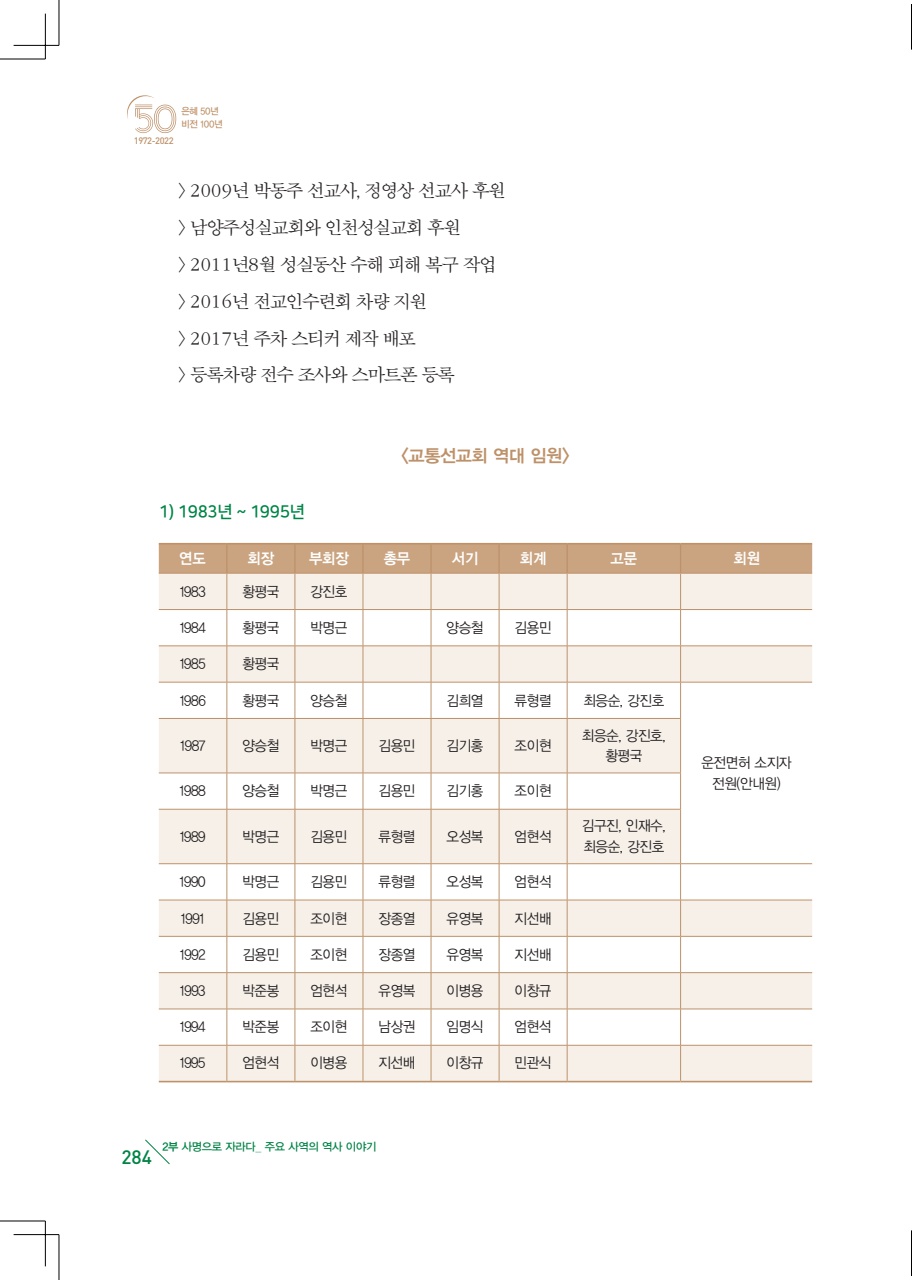 50 은혜 50년
비전 100년
1972-2022
〉2009년 박동주 선교사, 정영상 선교사 후원
〉남양주성실교회와 인천성실교회 후원
〉2011년8월 성실동산 수해 피해 복구 작업
〉2016년 전교인수련회 차량 지원
〉2017년 주차 스티커 제작 배포
〉등록차량 전수 조사와 스마트폰 등록
〈교통선교회 역대 임원〉
1) 1983년 ~ 1995년
연도 회장 부회장 총무 서기 회계 고문 회원
1983 황평국 강진호
1984 황평국 박명근 양승철 김용민
1985 황평국
1986 황평국 양승철 김희열 류형렬 최응순, 강진호
1987 양승철 박명근 김용민 김기홍 조이현 최응순, 강진호,
황평국
운전면허 소지자
전원(안내원)
1988 양승철 박명근 김용민 김기홍 조이현
1989 박명근 김용민 류형렬 오성복 엄현석 김구진, 인재수,
최응순, 강진호
1990 박명근 김용민 류형렬 오성복 엄현석
1991 김용민 조이현 장종열 유영복 지선배
1992 김용민 조이현 장종열 유영복 지선배
1993 박준봉 엄현석 유영복 이병용 이창규
1994 박준봉 조이현 남상권 임명식 엄현석
1995 엄현석 이병용 지선배 이창규 민관식
284 2부 사명으로 자라다_ 주요 사역의 역사 이야기